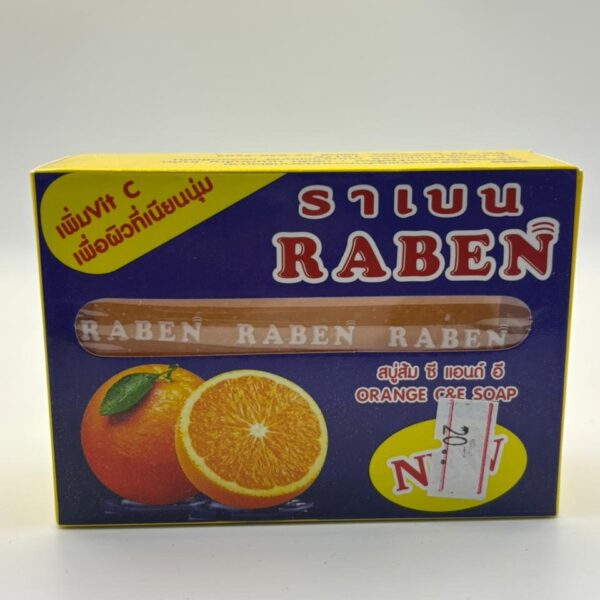 เพิ่มVit C
เพื่อผิวที่เนียนนุ่ม
ราเบน
RABEN
RABEN RABEN RABEN
สบู่ส้ม ซี แอนด์ อี
ORANGE C&E SOAP
20.-